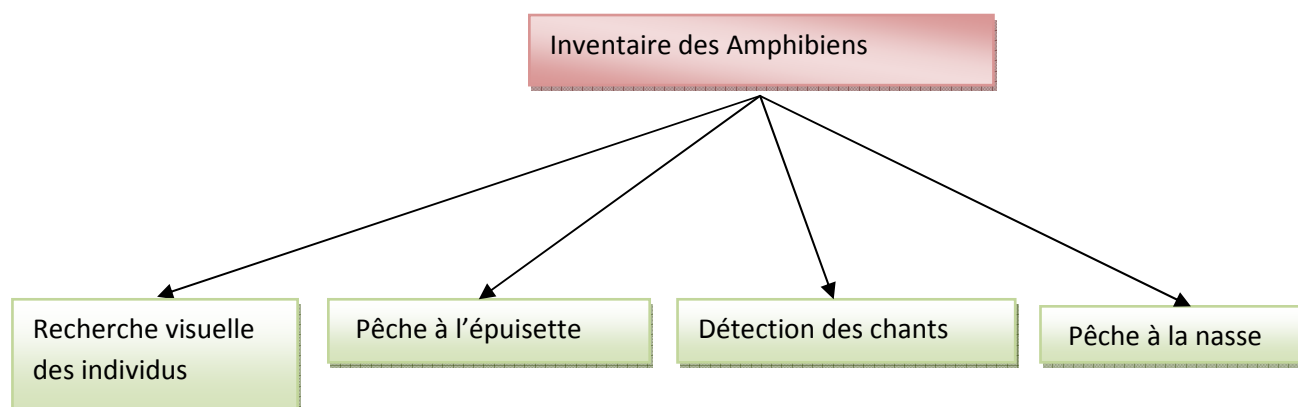 Inventaire des Amphibiens
Recherche visuelle
des individus
Pêche à l’épuisette
Détection des chants
Pêche à la nasse